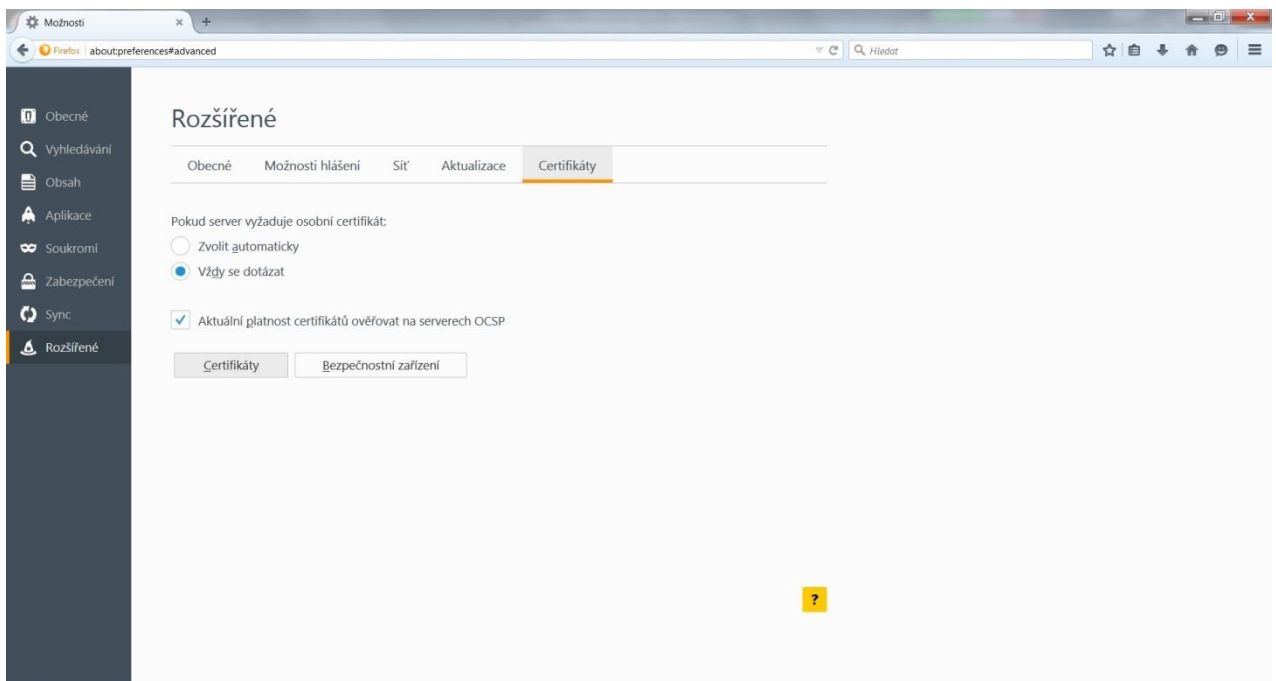 Možnosti
Firefox about:preferences#advanced
Hledat
Obecné
Vyhledávání
Obsah
Aplikace
Soukromí
Zabezpečení
Sync
Rozšířené
Rozšířené
Obecné Možnosti hlášení Síť Aktualizace Certifikáty
Pokud server vyžaduje osobní certifikát:
Zvolit automaticky
Vždy se dotázat
Aktuální platnost certifikátů ověřovat na serverech OCSP
Certifikáty Bezpečnostní zařízení
?